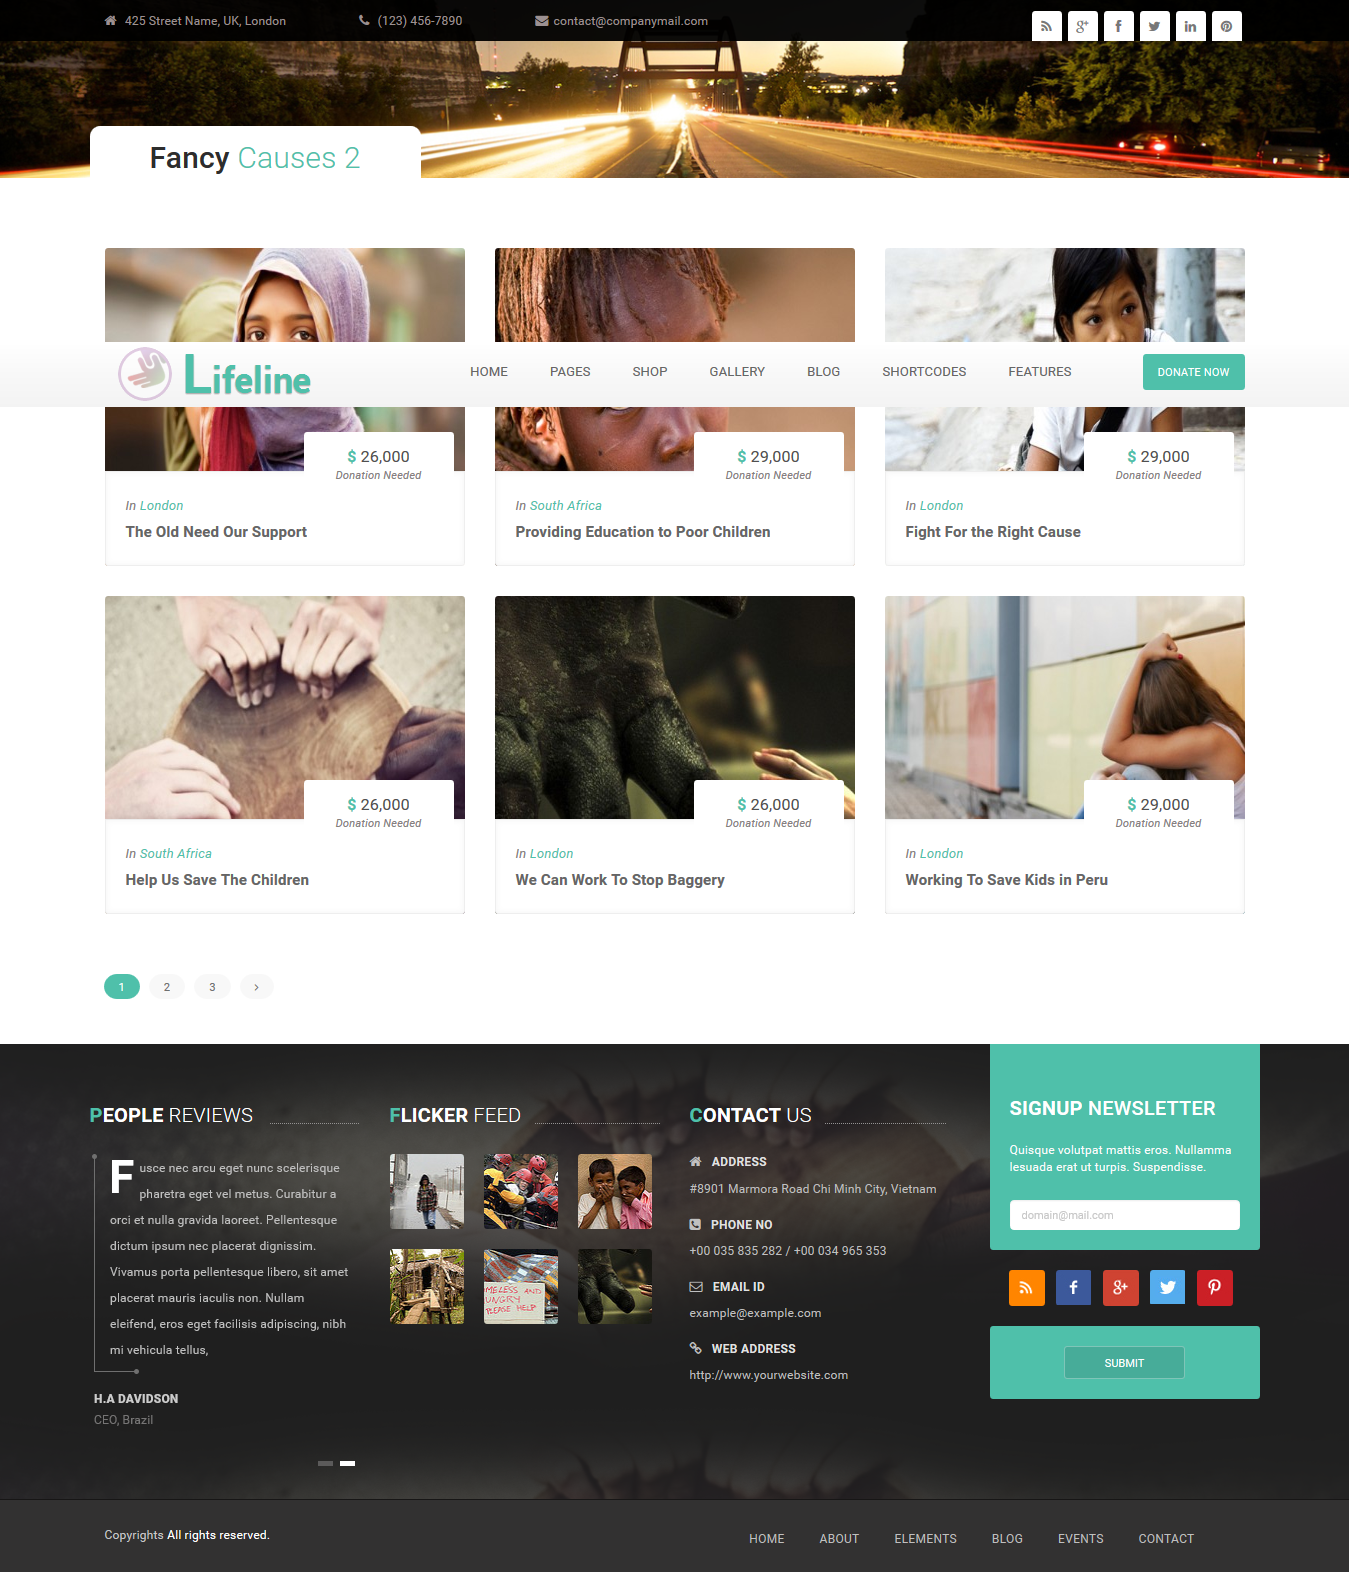 425 Street Name, UK, London
(123) 456-7890
contact@companymail.com
Fancy Causes 2
Lifeline
HOME
PAGES
SHOP
GALLERY
BLOG
SHORTCODES
FEATURES
DONATE NOW
$ 26,000
Donation Needed
In London
The Old Need Our Support
$ 29,000
Donation Needed
In South Africa
Providing Education to Poor Children
$ 29,000
Donation Needed
In London
Fight For the Right Cause
$ 26,000
Donation Needed
In South Africa
Help Us Save The Children
$ 26,000
Donation Needed
In London
We Can Work To Stop Baggery
$ 29,000
Donation Needed
In London
Working To Save Kids in Peru
1 2 3 >
PEOPLE REVIEWS
Fusce nec arcu eget nunc scelerisque
pharetra eget vel metus. Curabitur a
orci et nulla gravida laoreet. Pellentesque
dictum ipsum nec placerat dignissim.
Vivamus porta pellentesque libero, sit amet
placerat mauris iaculis non. Nullam
eleifend, eros eget facilisis adipiscing, nibh
mi vehicula tellus,
H.A DAVIDSON
CEO, Brazil
FLICKER FEED
MELESS AND
UNGRY
PLEASE HELP
CONTACT US
ADDRESS
#8901 Marmora Road Chi Minh City, Vietnam
PHONE NO
+00 035 835 282 / +00 034 965 353
EMAIL ID
example@example.com
WEB ADDRESS
http://www.yourwebsite.com
SIGNUP NEWSLETTER
Quisque volutpat mattis eros. Nullamma
lesuada erat ut turpis. Suspendisse.
domain@mail.com
SUBMIT
Copyrights All rights reserved.
HOME
ABOUT
ELEMENTS
BLOG
EVENTS
CONTACT